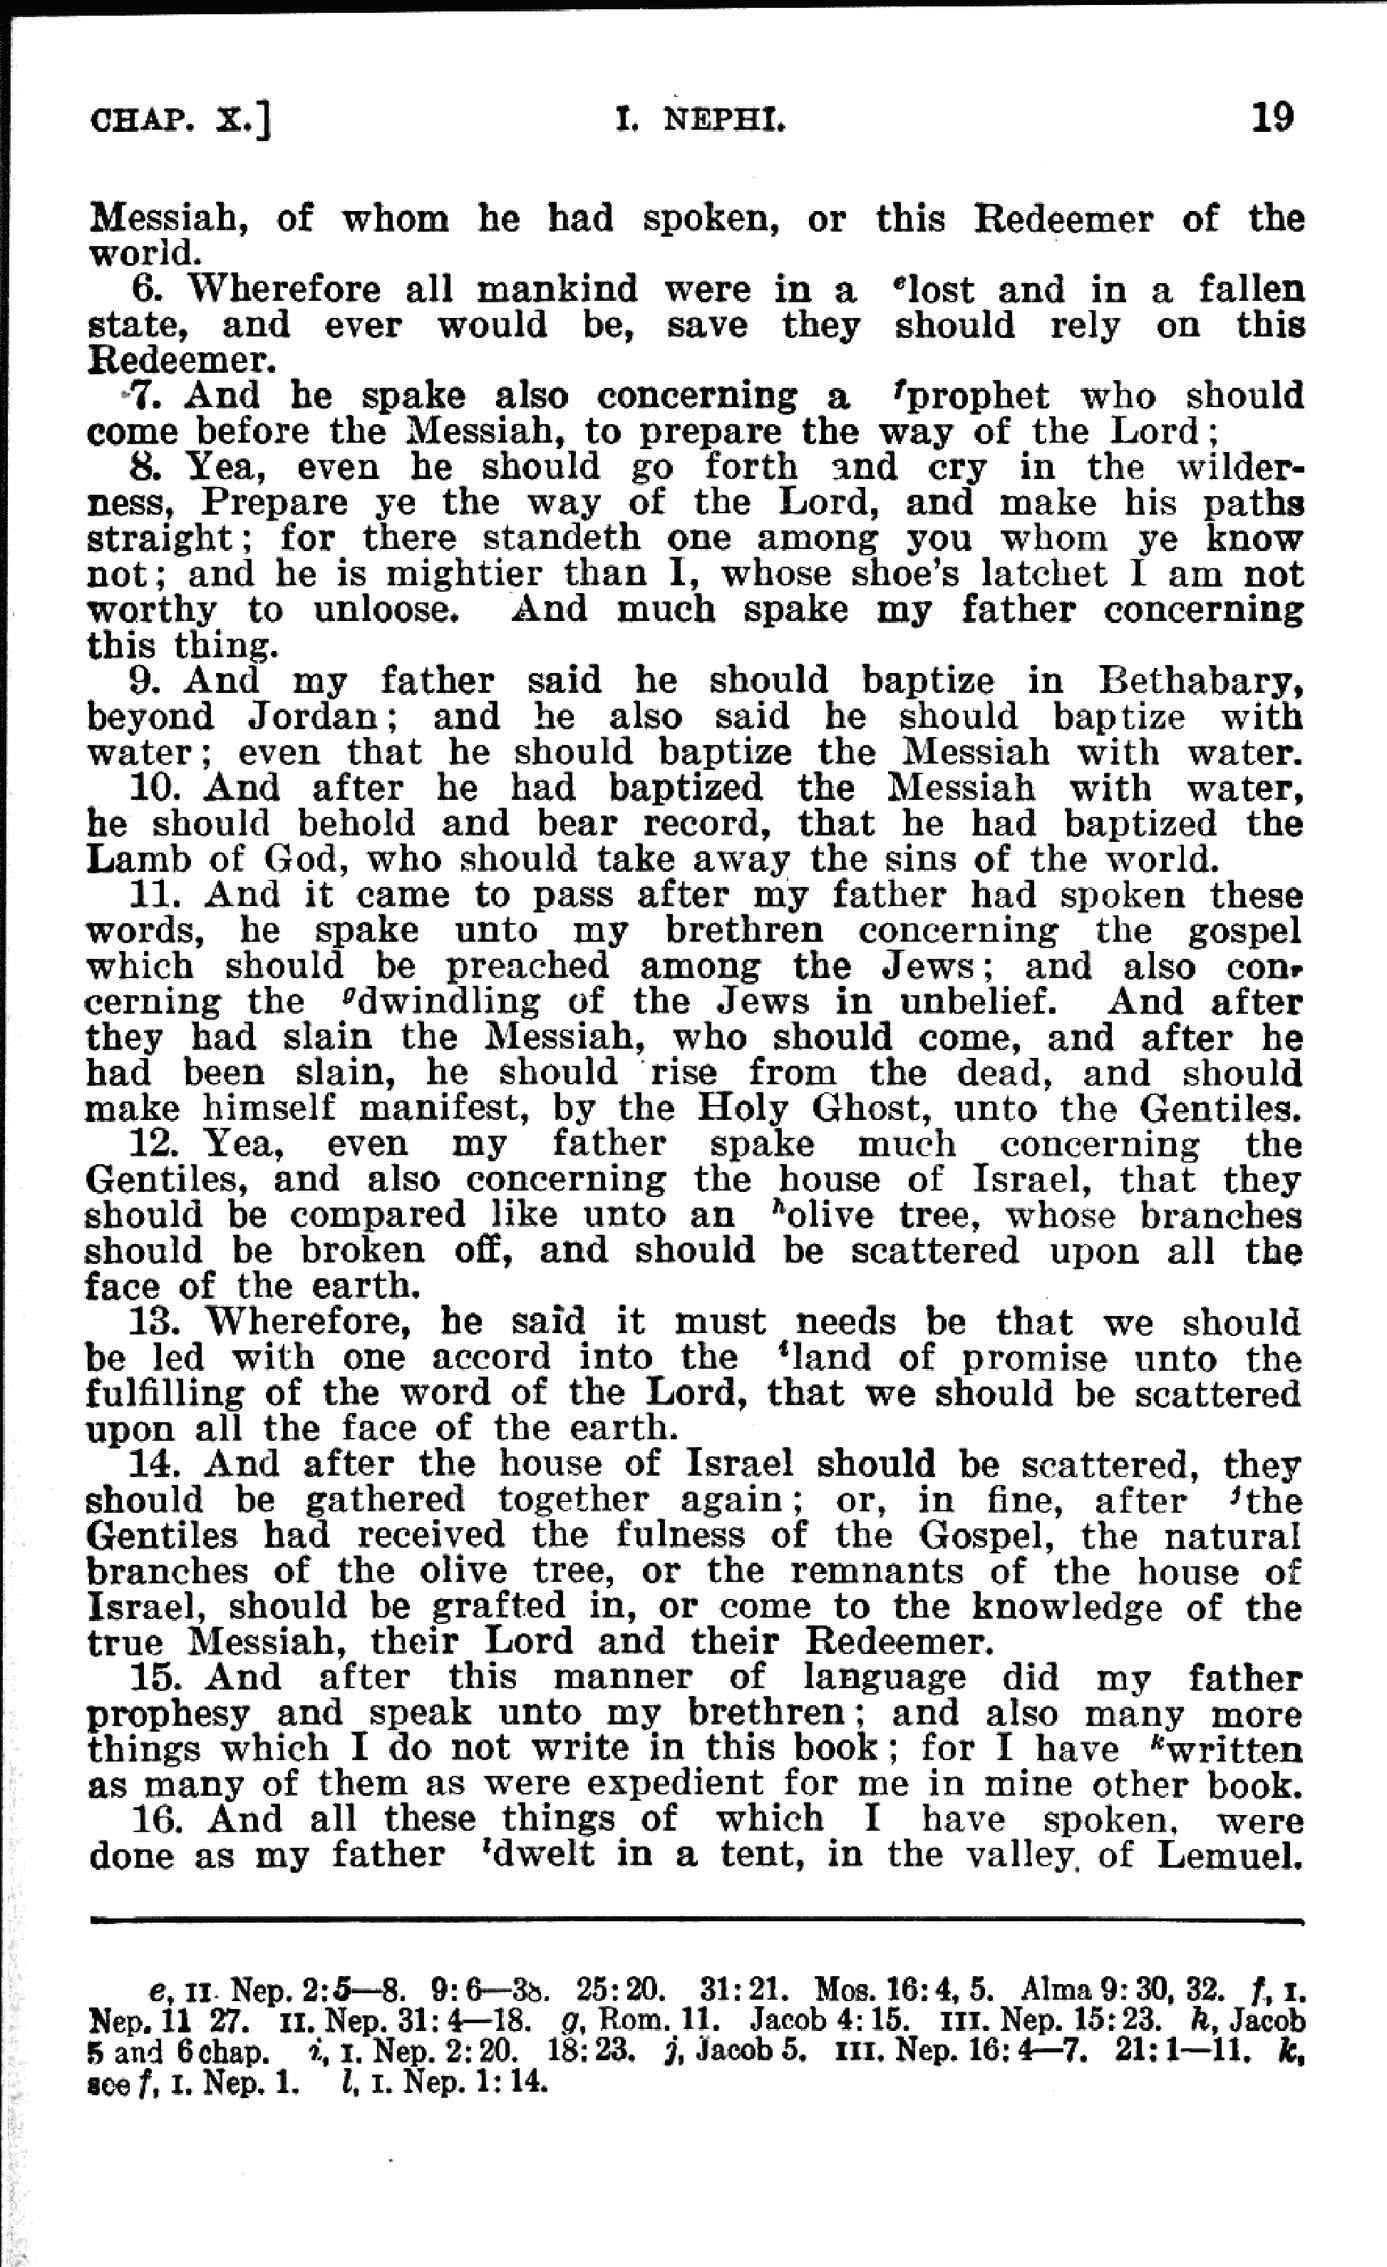 CHAP. X.] I. NEPHI. 19
Messiah, of whom he had spoken, or this Redeemer of the
world.
6. Wherefore all mankind were in a ᵉlost and in a fallen
state, and ever would be, save they should rely on this
Redeemer.
7. And he spake also concerning a ᶠprophet who should
come before the Messiah, to prepare the way of the Lord;
8. Yea, even he should go forth and cry in the wilder-
ness, Prepare ye the way of the Lord, and make his paths
straight; for there standeth one among you whom ye know
not; and he is mightier than I, whose shoe's latchet I am not
worthy to unloose. And much spake my father concerning
this thing.
9. And my father said he should baptize in Bethabary,
beyond Jordan; and he also said he should baptize with
water; even that he should baptize the Messiah with water.
10. And after he had baptized the Messiah with water,
he should behold and bear record, that he had baptized the
Lamb of God, who should take away the sins of the world.
11. And it came to pass after my father had spoken these
words, he spake unto my brethren concerning the gospel
which should be preached among the Jews; and also con-
cerning the ᵍdwindling of the Jews in unbelief. And after
they had slain the Messiah, who should come, and after he
had been slain, he should rise from the dead, and should
make himself manifest, by the Holy Ghost, unto the Gentiles.
12. Yea, even my father spake much concerning the
Gentiles, and also concerning the house of Israel, that they
should be compared like unto an ʰolive tree, whose branches
should be broken off, and should be scattered upon all the
face of the earth.
13. Wherefore, he said it must needs be that we should
be led with one accord into the ⁱland of promise unto the
fulfilling of the word of the Lord, that we should be scattered
upon all the face of the earth.
14. And after the house of Israel should be scattered, they
should be gathered together again; or, in fine, after ʲthe
Gentiles had received the fulness of the Gospel, the natural
branches of the olive tree, or the remnants of the house of
Israel, should be grafted in, or come to the knowledge of the
true Messiah, their Lord and their Redeemer.
15. And after this manner of language did my father
prophesy and speak unto my brethren; and also many more
things which I do not write in this book; for I have ᵏwritten
as many of them as were expedient for me in mine other book.
16. And all these things of which I have spoken, were
done as my father ˡdwelt in a tent, in the valley of Lemuel.
e, II. Nep. 2:5—8. 9:6—38. 25:20. 31:21. Mos. 16:4, 5. Alma 9:30, 32. f, I.
Nep. 11 27. II. Nep. 31:4—18. g, Rom. 11. Jacob 4:15. III. Nep. 15:23. h, Jacob
5 and 6 chap. i, I. Nep. 2:20. 18:23. j, Jacob 5. III. Nep. 16:4—7. 21:1—11. k,
see f, I. Nep. 1. l, I. Nep. 1:14.